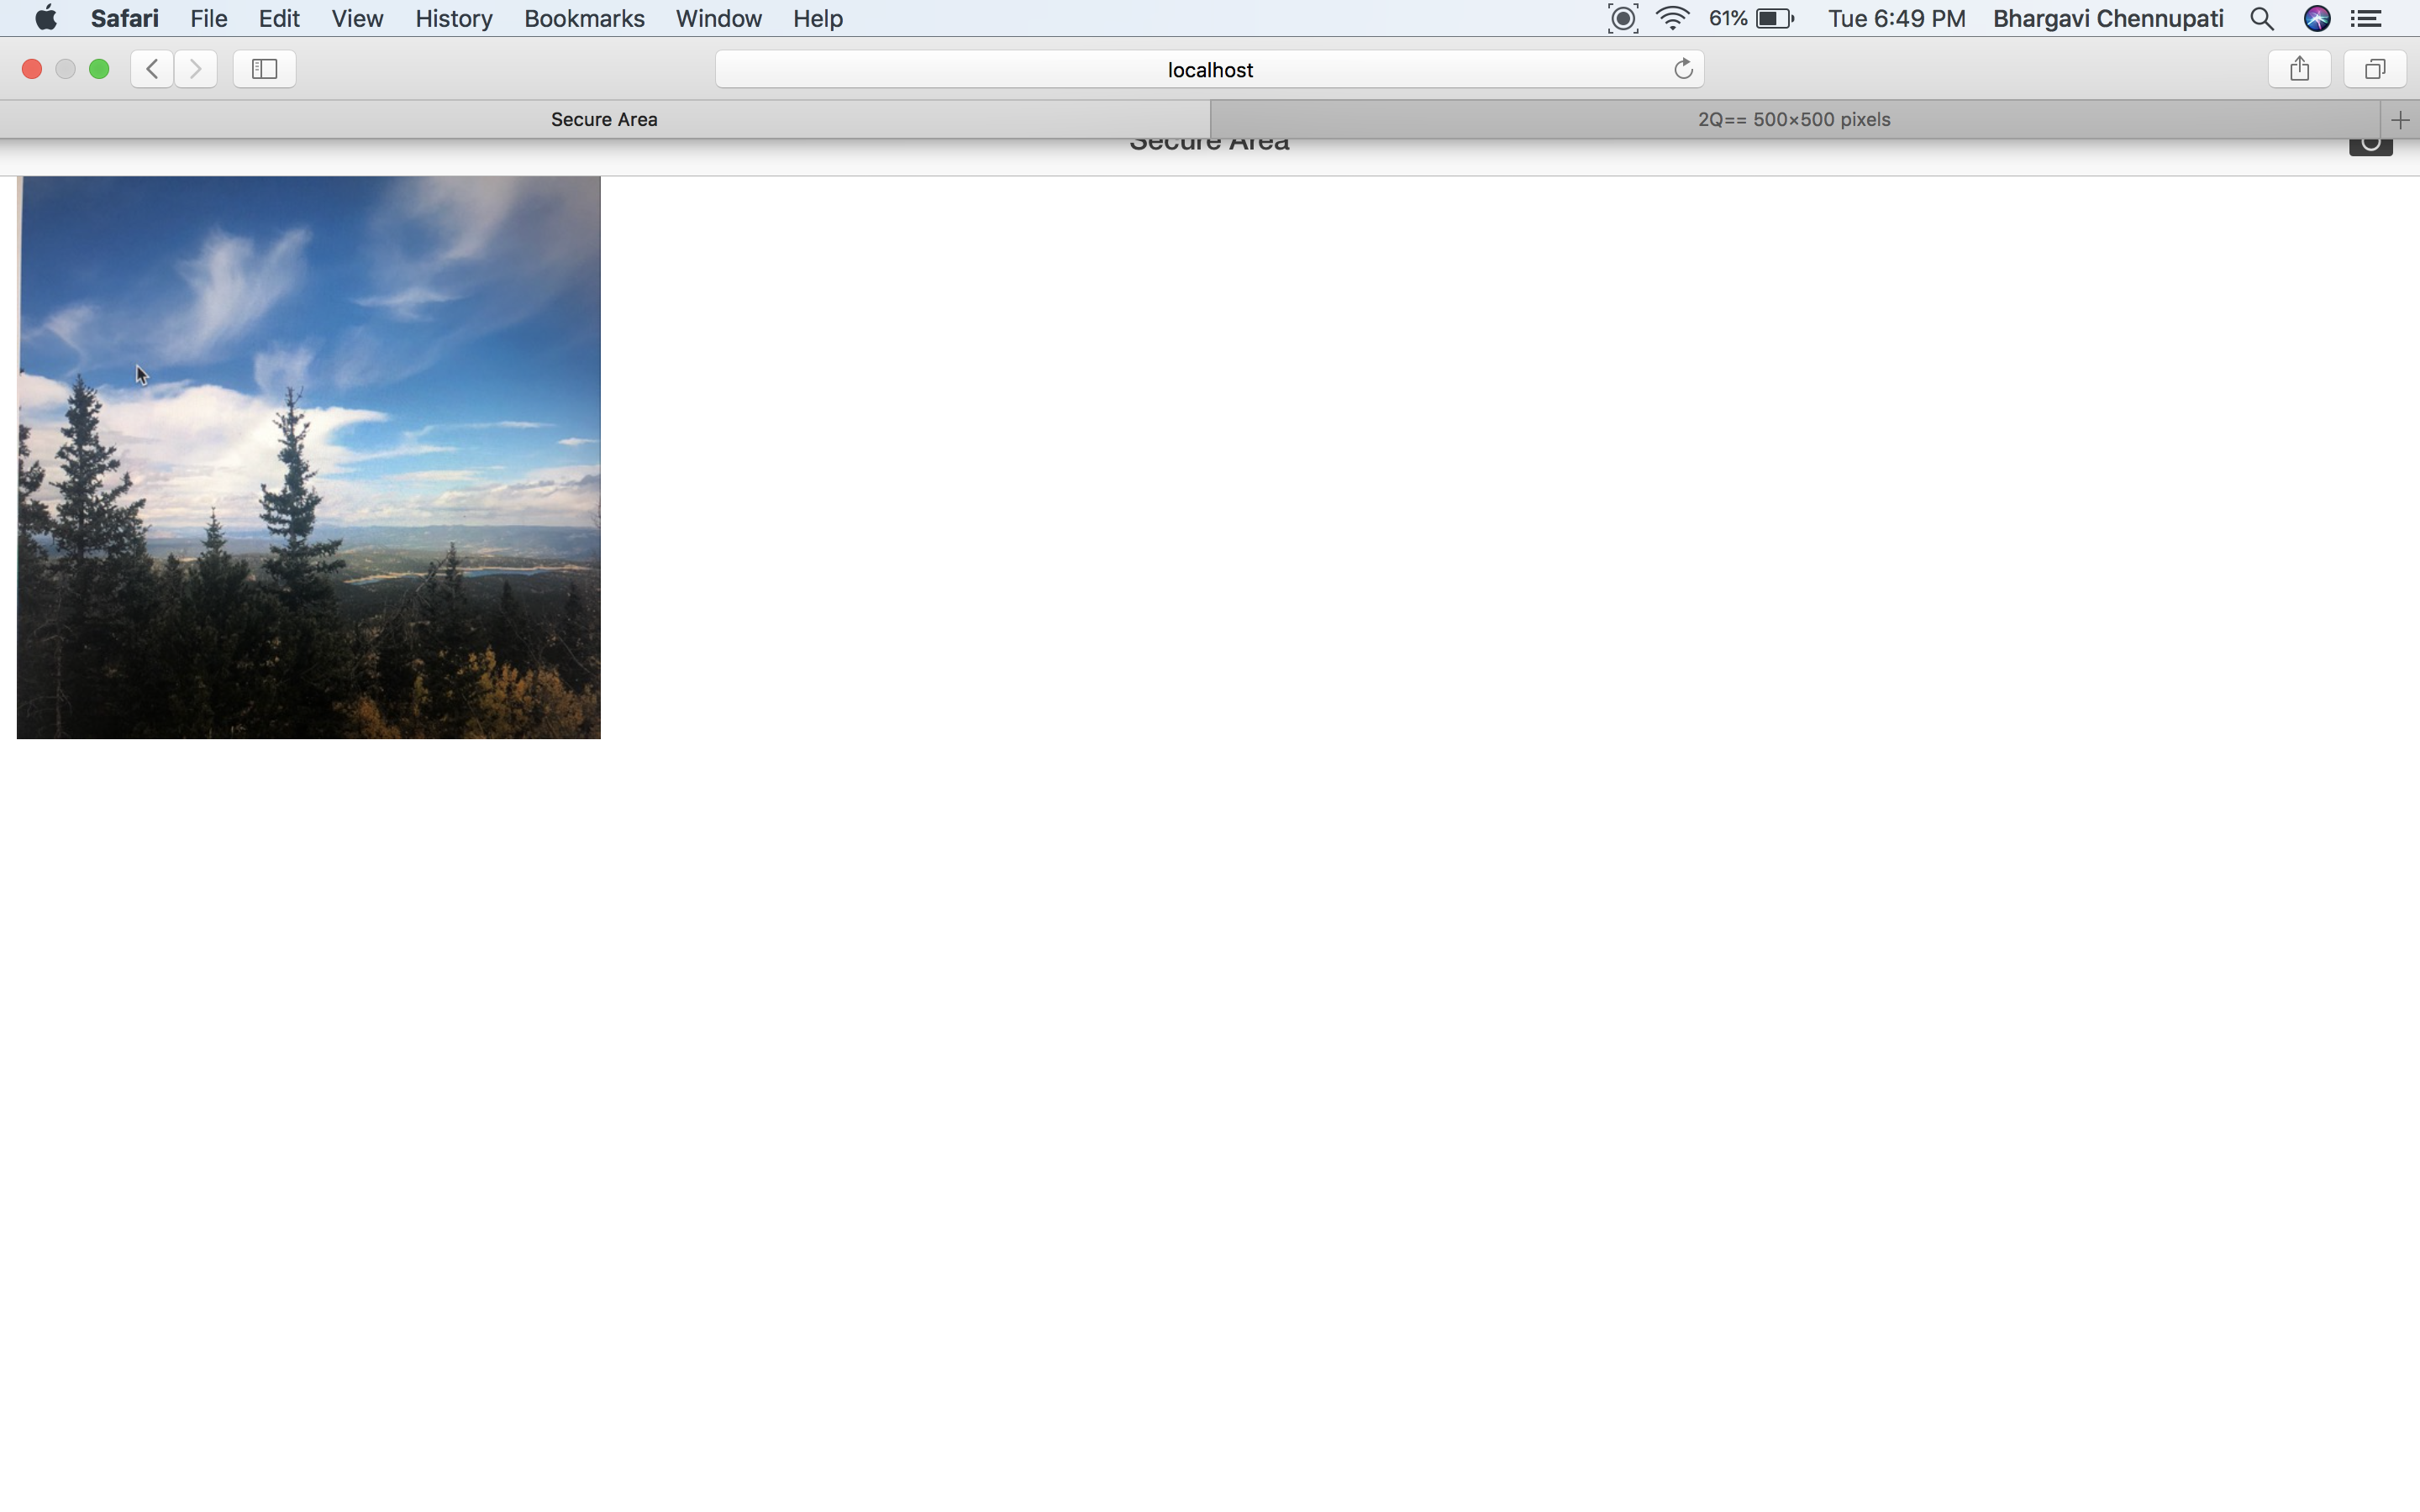 Safari File Edit View History Bookmarks Window Help 61% Tue 6:49 PM Bhargavi Chennupati
localhost
Secure Area 2Q== 500×500 pixels
Secure Area